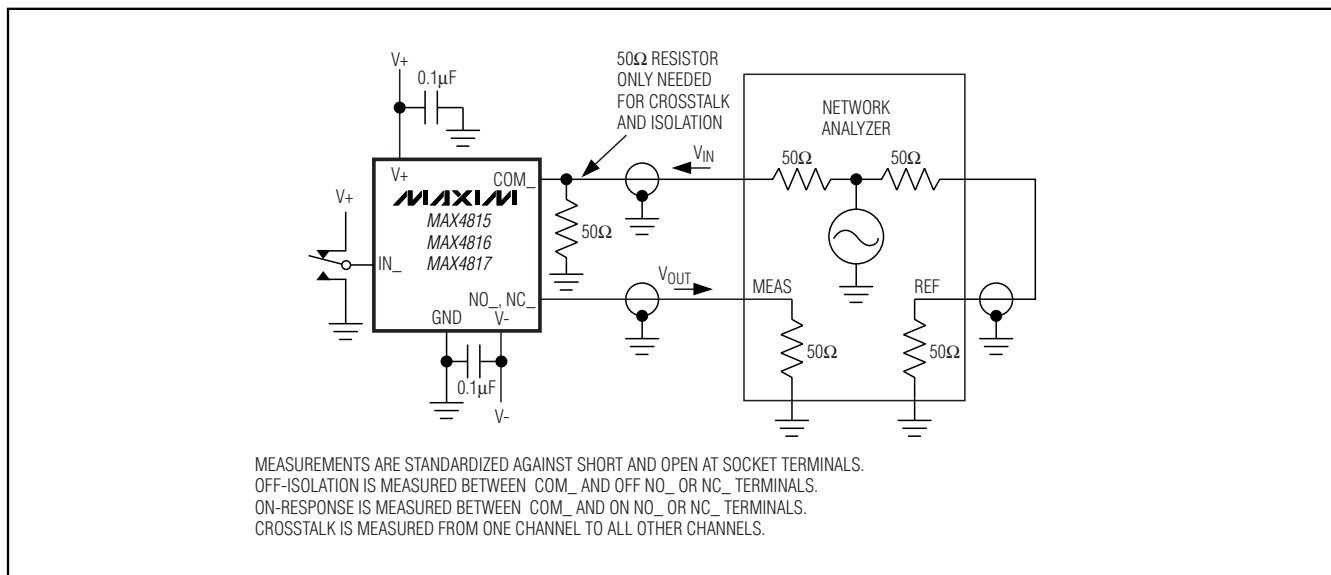 V+
0.1µF
50Ω RESISTOR
ONLY NEEDED
FOR CROSSTALK
AND ISOLATION
NETWORK
ANALYZER
50Ω
50Ω
VIN
V+
COM_
MAXIM
MAX4815
MAX4816
MAX4817
V+
IN_
50Ω
NO_, NC_
GND
V-
VOUT
MEAS
REF
50Ω
50Ω
0.1µF
V-
MEASUREMENTS ARE STANDARDIZED AGAINST SHORT AND OPEN AT SOCKET TERMINALS.
OFF-ISOLATION IS MEASURED BETWEEN COM_ AND OFF NO_ OR NC_ TERMINALS.
ON-RESPONSE IS MEASURED BETWEEN COM_ AND ON NO_ OR NC_ TERMINALS.
CROSSTALK IS MEASURED FROM ONE CHANNEL TO ALL OTHER CHANNELS.